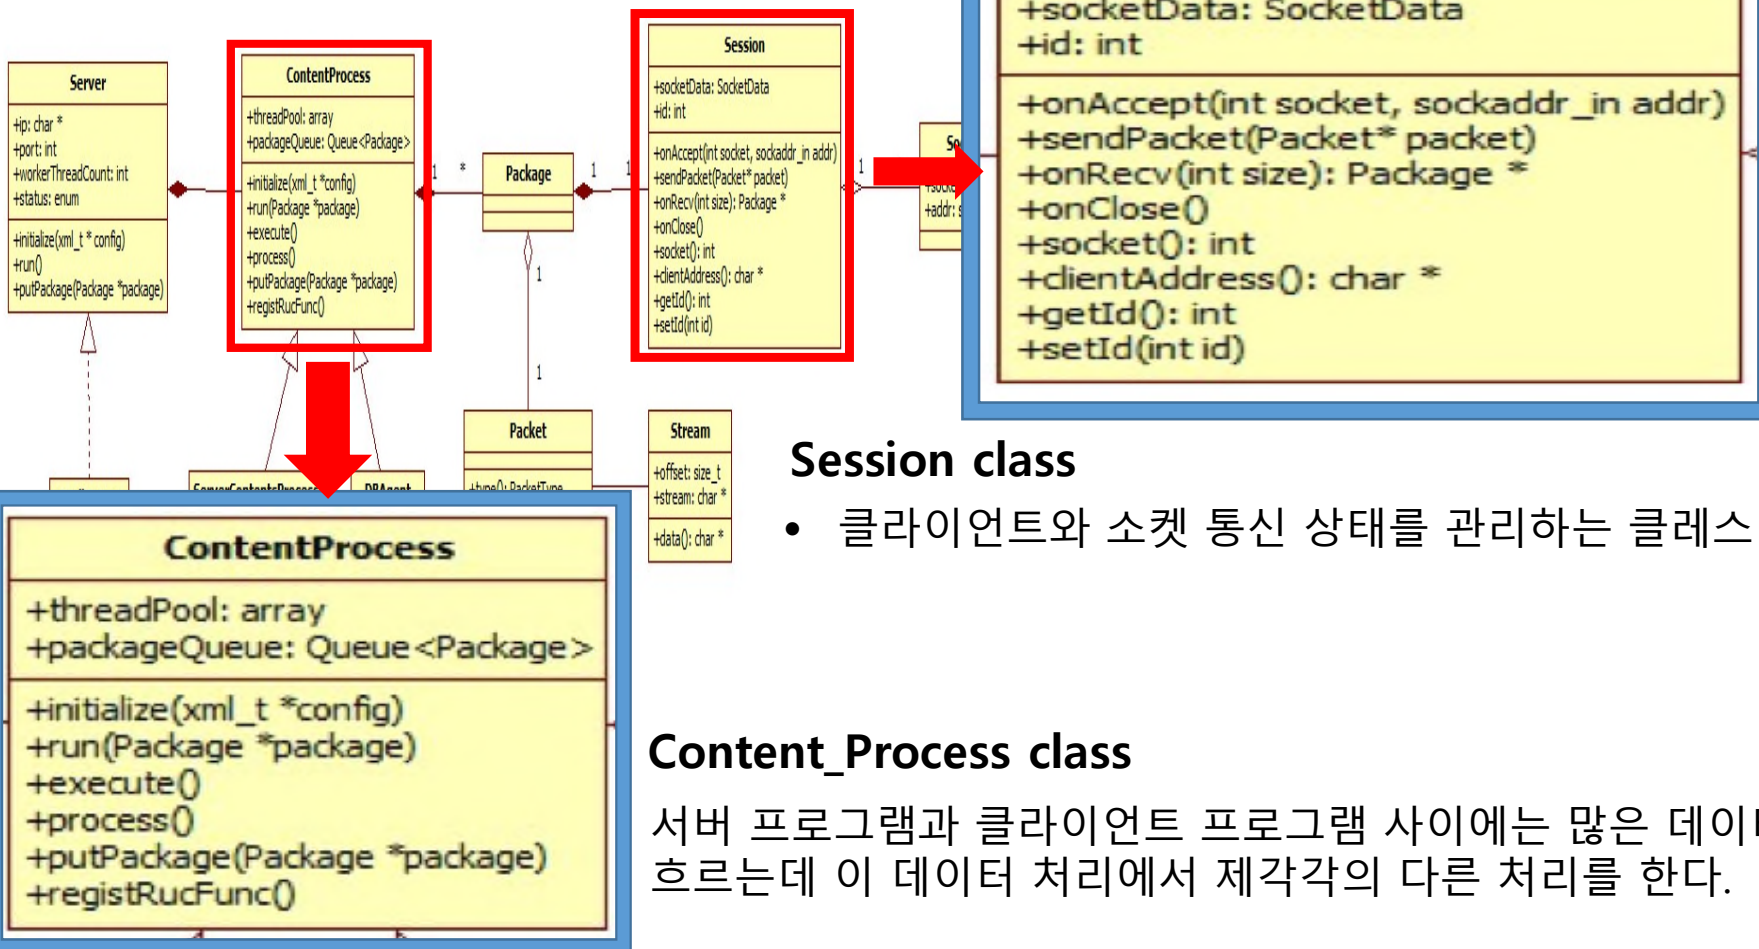 Server
+ip: char *
+port: int
+workerThreadCount: int
+status: enum
+initialize(xml_t * config)
+run()
+putPackage(Package *package)
ContentProcess
+threadPool: array
+packageQueue: Queue<Package>
+initialize(xml_t *config)
+run(Package *package)
+execute()
+process()
+putPackage(Package *package)
+registRucFunc()
1
*
Package
1
1
1
1
Session
+socketData: SocketData
+id: int
+onAccept(int socket, sockaddr_in addr)
+sendPacket(Packet* packet)
+onRecv(int size): Package *
+onClose()
+socket(): int
+clientAddress(): char *
+getId(): int
+setId(int id)
1
+addr: s
+socketData: SocketData
+id: int
+onAccept(int socket, sockaddr_in addr)
+sendPacket(Packet* packet)
+onRecv(int size): Package *
+onClose()
+socket(): int
+clientAddress(): char *
+getId(): int
+setId(int id)
ServerContentsProcess
DBAgent
Packet
+type(): PacketType
Stream
+offset: size_t
+stream: char *
+data(): char *
Session class
• 클라이언트와 소켓 통신 상태를 관리하는 클레스
ContentProcess
+threadPool: array
+packageQueue: Queue<Package>
+initialize(xml_t *config)
+run(Package *package)
+execute()
+process()
+putPackage(Package *package)
+registRucFunc()
Content_Process class
서버 프로그램과 클라이언트 프로그램 사이에는 많은
흐르는데 이 데이터 처리에서 제각각의 다른 처리를 한다.